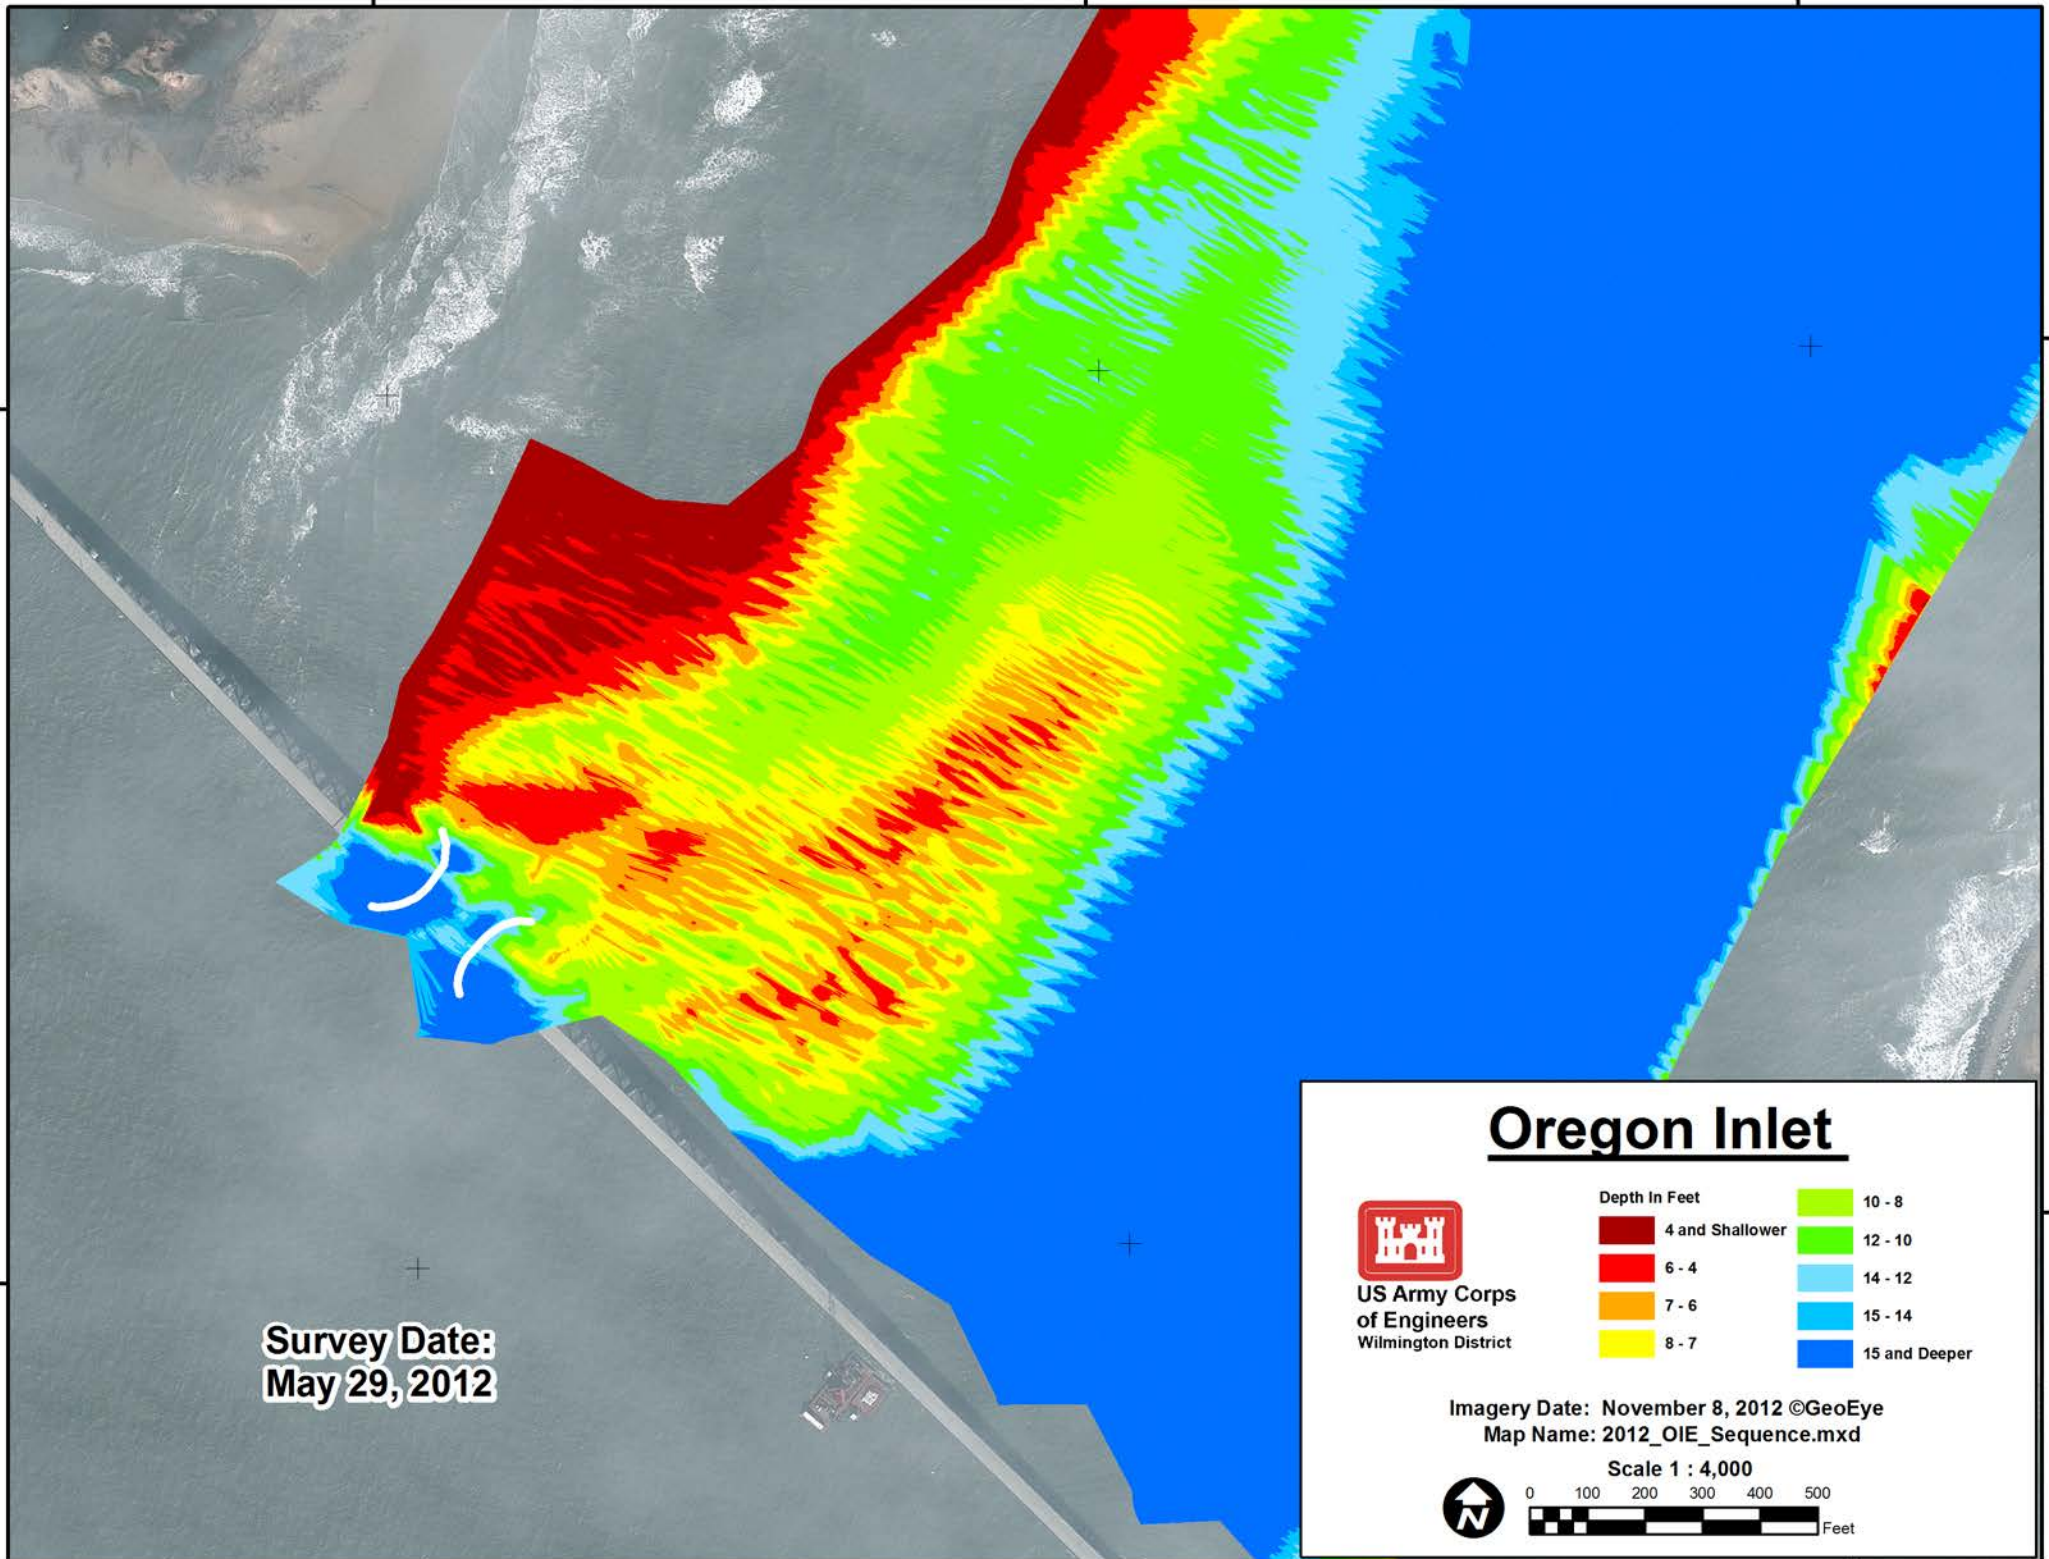 Survey Date:
May 29, 2012
Oregon Inlet
US Army Corps
of Engineers
Wilmington District
Depth In Feet
4 and Shallower
6 - 4
7 - 6
8 - 7
10 - 8
12 - 10
14 - 12
15 - 14
15 and Deeper
Imagery Date: November 8, 2012 ©GeoEye
Map Name: 2012_OIE_Sequence.mxd
Scale 1 : 4,000
N
0 100 200 300 400 500
Feet